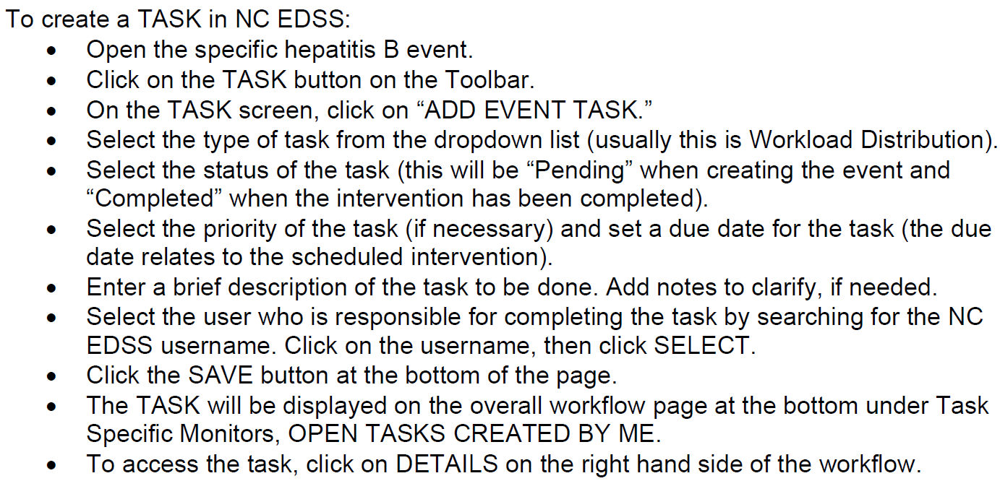 To create a TASK in NC EDSS:
• Open the specific hepatitis B event.
• Click on the TASK button on the Toolbar.
• On the TASK screen, click on “ADD EVENT TASK.”
• Select the type of task from the dropdown list (usually this is Workload Distribution).
• Select the status of the task (this will be “Pending” when creating the event and
“Completed” when the intervention has been completed).
• Select the priority of the task (if necessary) and set a due date for the task (the due
date relates to the scheduled intervention).
• Enter a brief description of the task to be done. Add notes to clarify, if needed.
• Select the user who is responsible for completing the task by searching for the NC
EDSS username. Click on the username, then click SELECT.
• Click the SAVE button at the bottom of the page.
• The TASK will be displayed on the overall workflow page at the bottom under Task
Specific Monitors, OPEN TASKS CREATED BY ME.
• To access the task, click on DETAILS on the right hand side of the workflow.